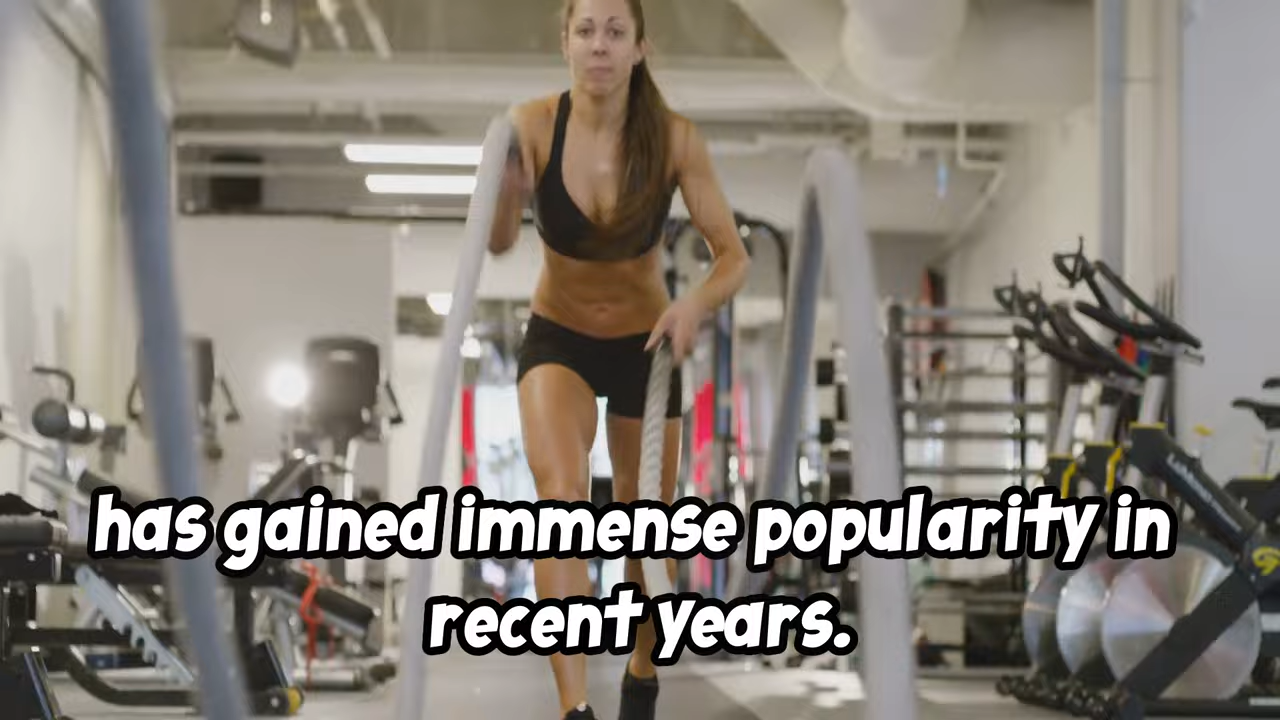 has gained immense popularity in
recent years.